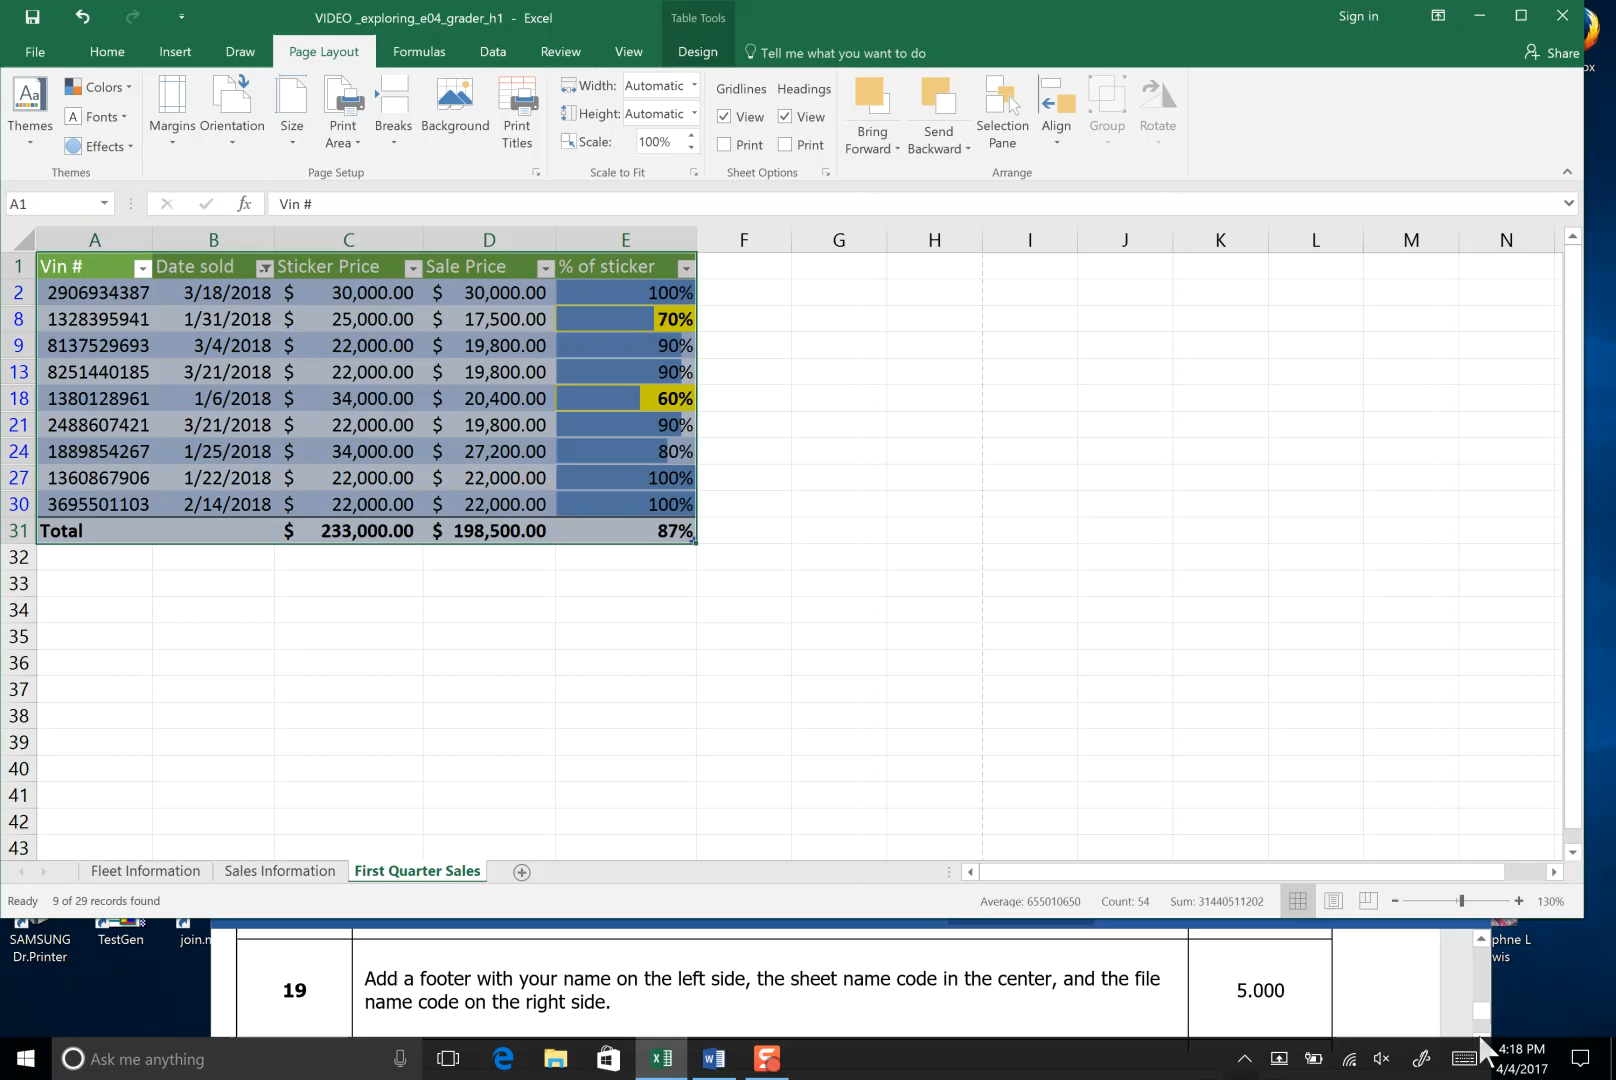 VIDEO _exploring_e04_grader_h1 - Excel
Table Tools
Sign in
File
Home
Insert
Draw
Page Layout
Formulas
Data
Review
View
Design
Tell me what you want to do
Share
Aa
Themes
Colors
A Fonts
Effects
Themes
Margins
Orientation
Size
Print Area
Breaks
Background
Print Titles
Page Setup
Width: Automatic
Height: Automatic
Scale: 100%
Scale to Fit
Gridlines
View
Print
Headings
View
Print
Sheet Options
Bring Forward
Send Backward
Selection Pane
Align
Group
Rotate
Arrange
A1
fx
Vin #
A B C D E F G H I J K L M N
1 Vin # Date sold Sticker Price Sale Price % of sticker
2 2906934387 3/18/2018 $ 30,000.00 $ 30,000.00 100%
8 1328395941 1/31/2018 $ 25,000.00 $ 17,500.00 70%
9 8137529693 3/4/2018 $ 22,000.00 $ 19,800.00 90%
13 8251440185 3/21/2018 $ 22,000.00 $ 19,800.00 90%
18 1380128961 1/6/2018 $ 34,000.00 $ 20,400.00 60%
21 2488607421 3/21/2018 $ 22,000.00 $ 19,800.00 90%
24 1889854267 1/25/2018 $ 34,000.00 $ 27,200.00 80%
27 1360867906 1/22/2018 $ 22,000.00 $ 22,000.00 100%
30 3695501103 2/14/2018 $ 22,000.00 $ 22,000.00 100%
31 Total $ 233,000.00 $ 198,500.00 87%
32
33
34
35
36
37
38
39
40
41
42
43
Fleet Information
Sales Information
First Quarter Sales
Ready
9 of 29 records found
Average: 655010650
Count: 54
Sum: 31440511202
130%
SAMSUNG
Dr.Printer
TestGen
join.m
phne L
wis
ox
19
Add a footer with your name on the left side, the sheet name code in the center, and the file
name code on the right side.
5.000
Ask me anything
4:18 PM
4/4/2017